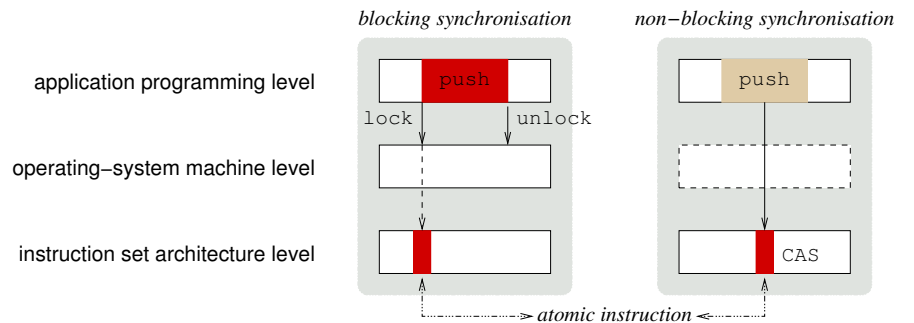 blocking synchronisation
non−blocking synchronisation
application programming level
push
push
lock
unlock
operating−system machine level
instruction set architecture level
CAS
atomic instruction